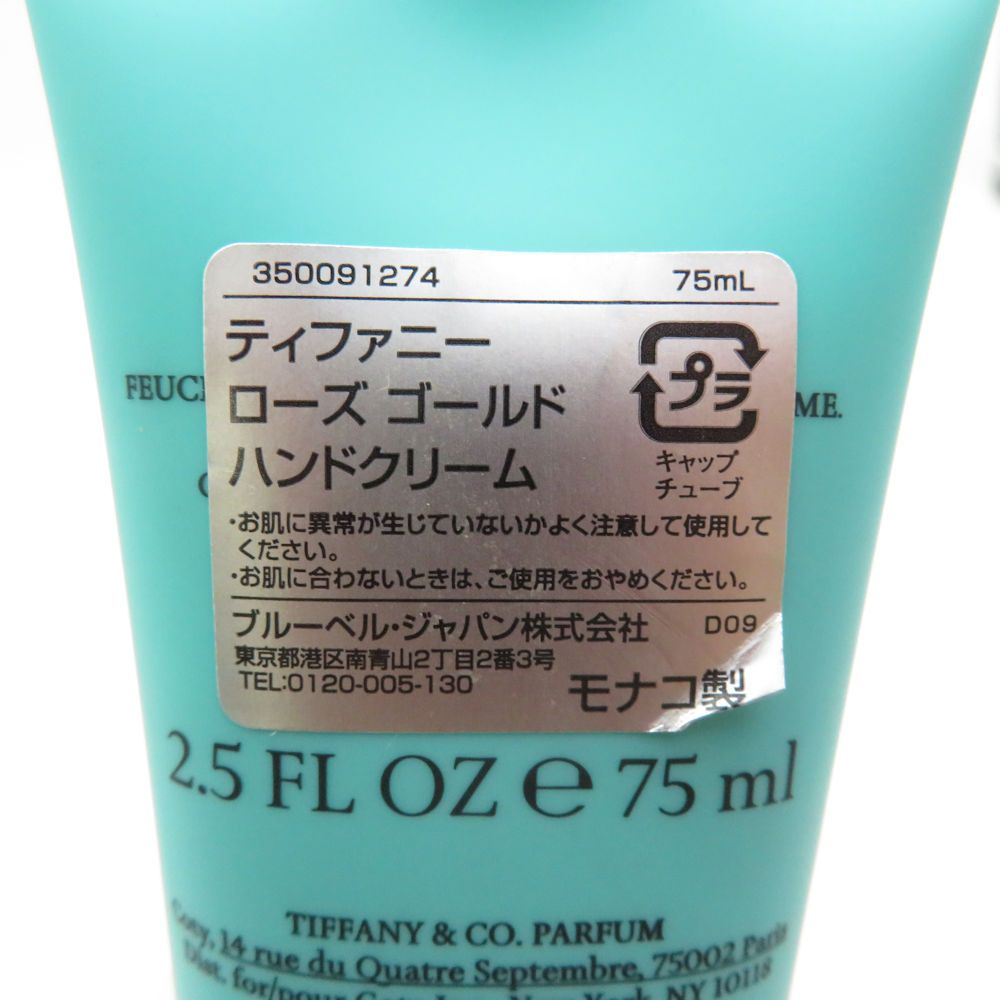 350091274 75mL
ティファニー
ローズ ゴールド
ハンドクリーム
プラ
キャップ
チューブ
・お肌に異常が生じていないかよく注意して使用して
ください。
・お肌に合わないときは、ご使用をおやめください。
ブルーベル・ジャパン株式会社 D09
東京都港区南青山2丁目2番3号
TEL:0120-005-130
モナコ製
2.5 FL OZ e 75 ml
TIFFANY & CO. PARFUM
Coty, 14 rue du Quatre Septembre, 75002 Paris
Dist. for/pour Coty NY 10118